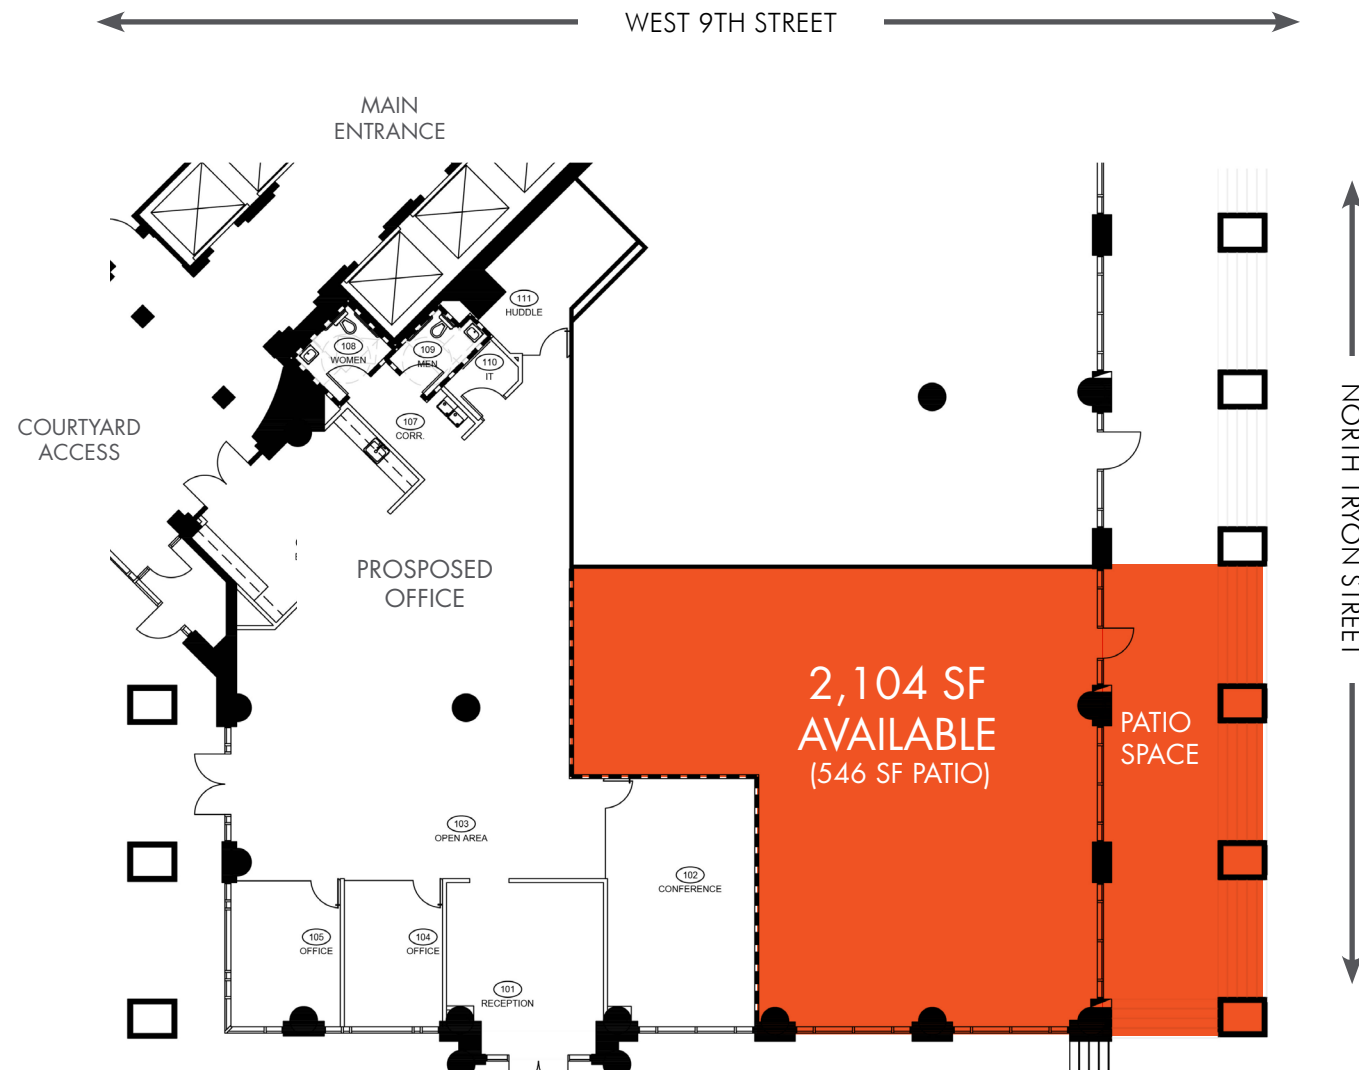 WEST 9TH STREET
MAIN
ENTRANCE
NORTH TRYON STREET
COURTYARD
ACCESS
111
HUDDLE
108
WOMEN
109
MEN
110
IT
107
CORR.
PROSPOSED
OFFICE
2,104 SF
AVAILABLE
(546 SF PATIO)
PATIO
SPACE
103
OPEN AREA
102
CONFERENCE
105
OFFICE
104
OFFICE
101
RECEPTION